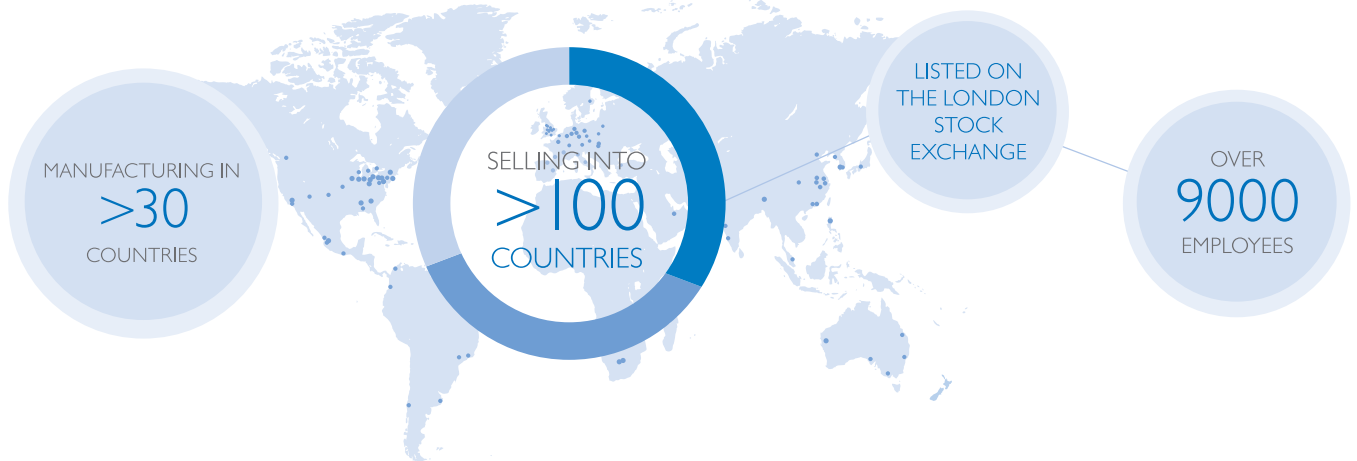 MANUFACTURING IN
>30
COUNTRIES
SELLING INTO
>100
COUNTRIES
LISTED ON
THE LONDON
STOCK
EXCHANGE
OVER
9000
EMPLOYEES